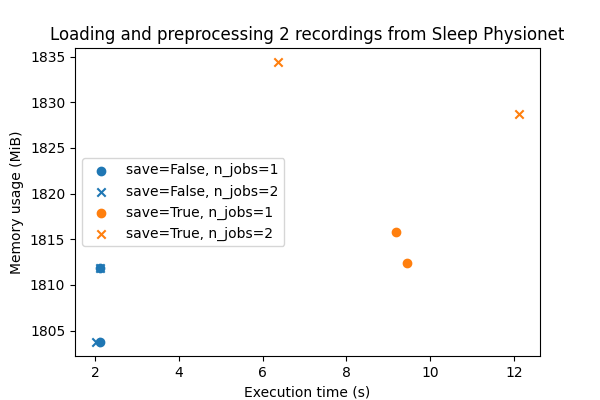 Loading and preprocessing 2 recordings from Sleep Physionet
1835
1830
1825
1820
1815
1810
1805
Memory usage (MiB)
save=False, n_jobs=1
save=False, n_jobs=2
save=True, n_jobs=1
save=True, n_jobs=2
2 4 6 8 10 12
Execution time (s)